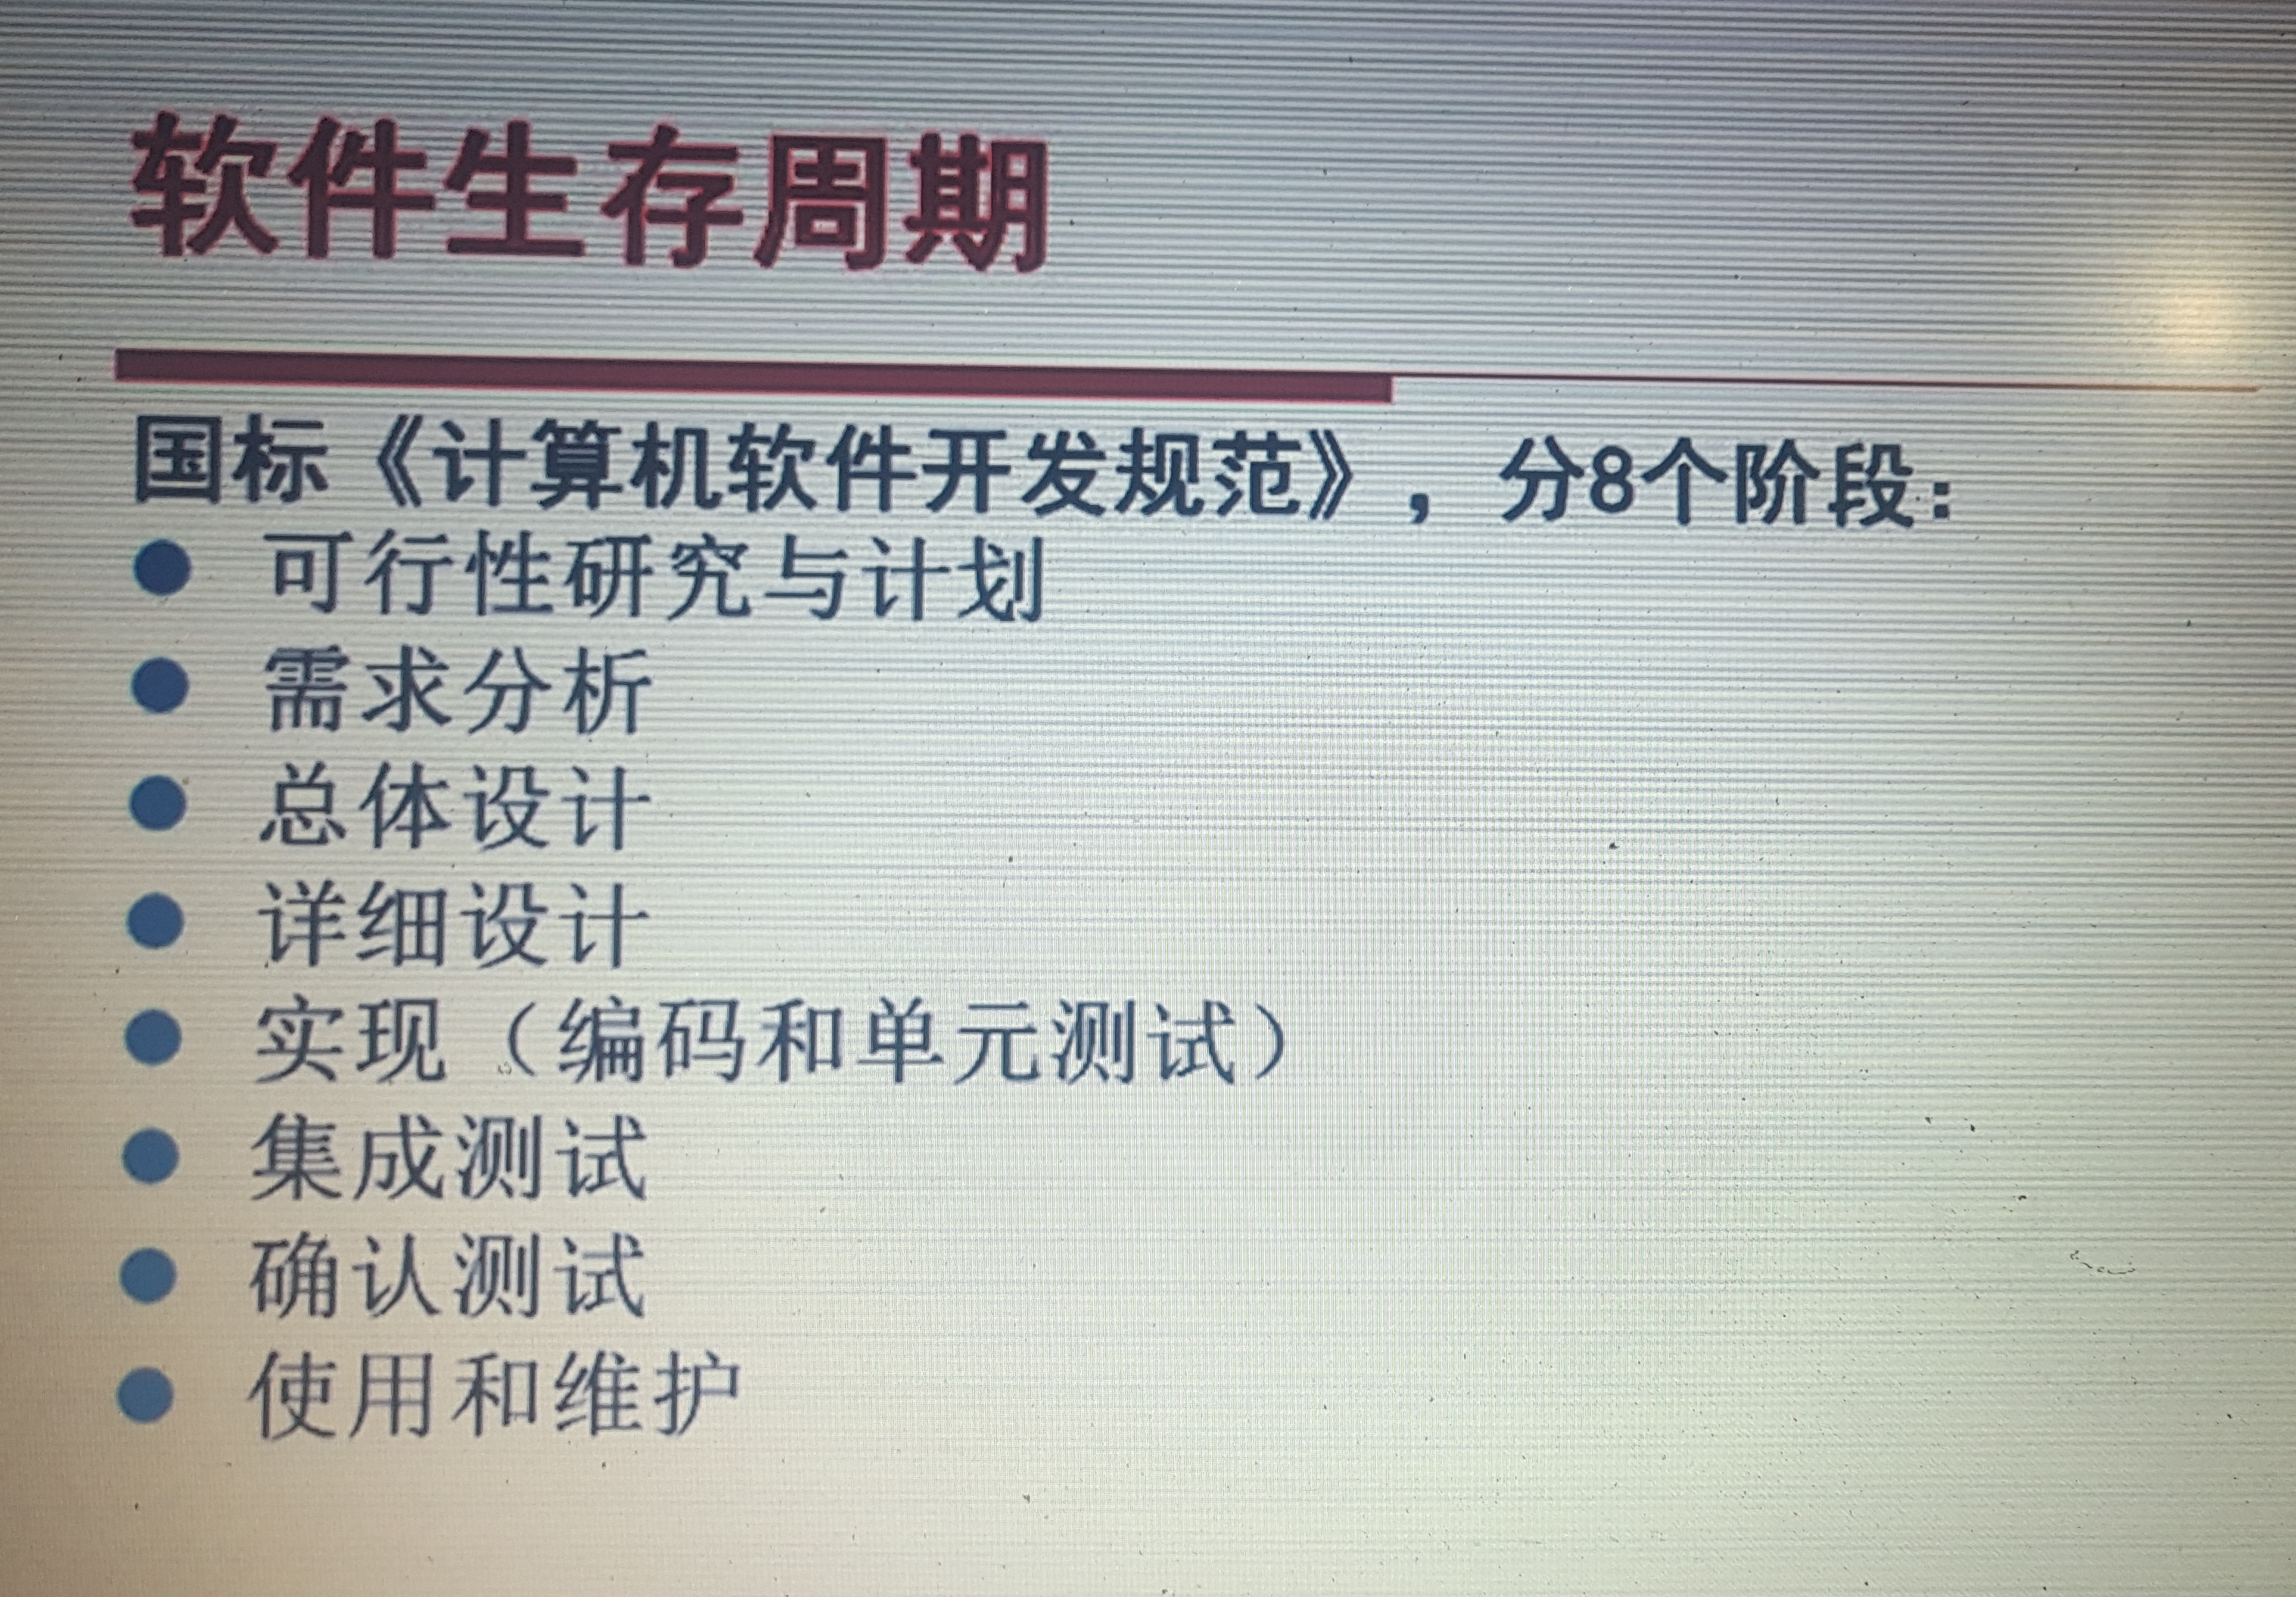 软件生存周期
国标《计算机软件开发规范》，分8个阶段：
● 可行性研究与计划
● 需求分析
● 总体设计
● 详细设计
● 实现（编码和单元测试）
● 集成测试
● 确认测试
● 使用和维护